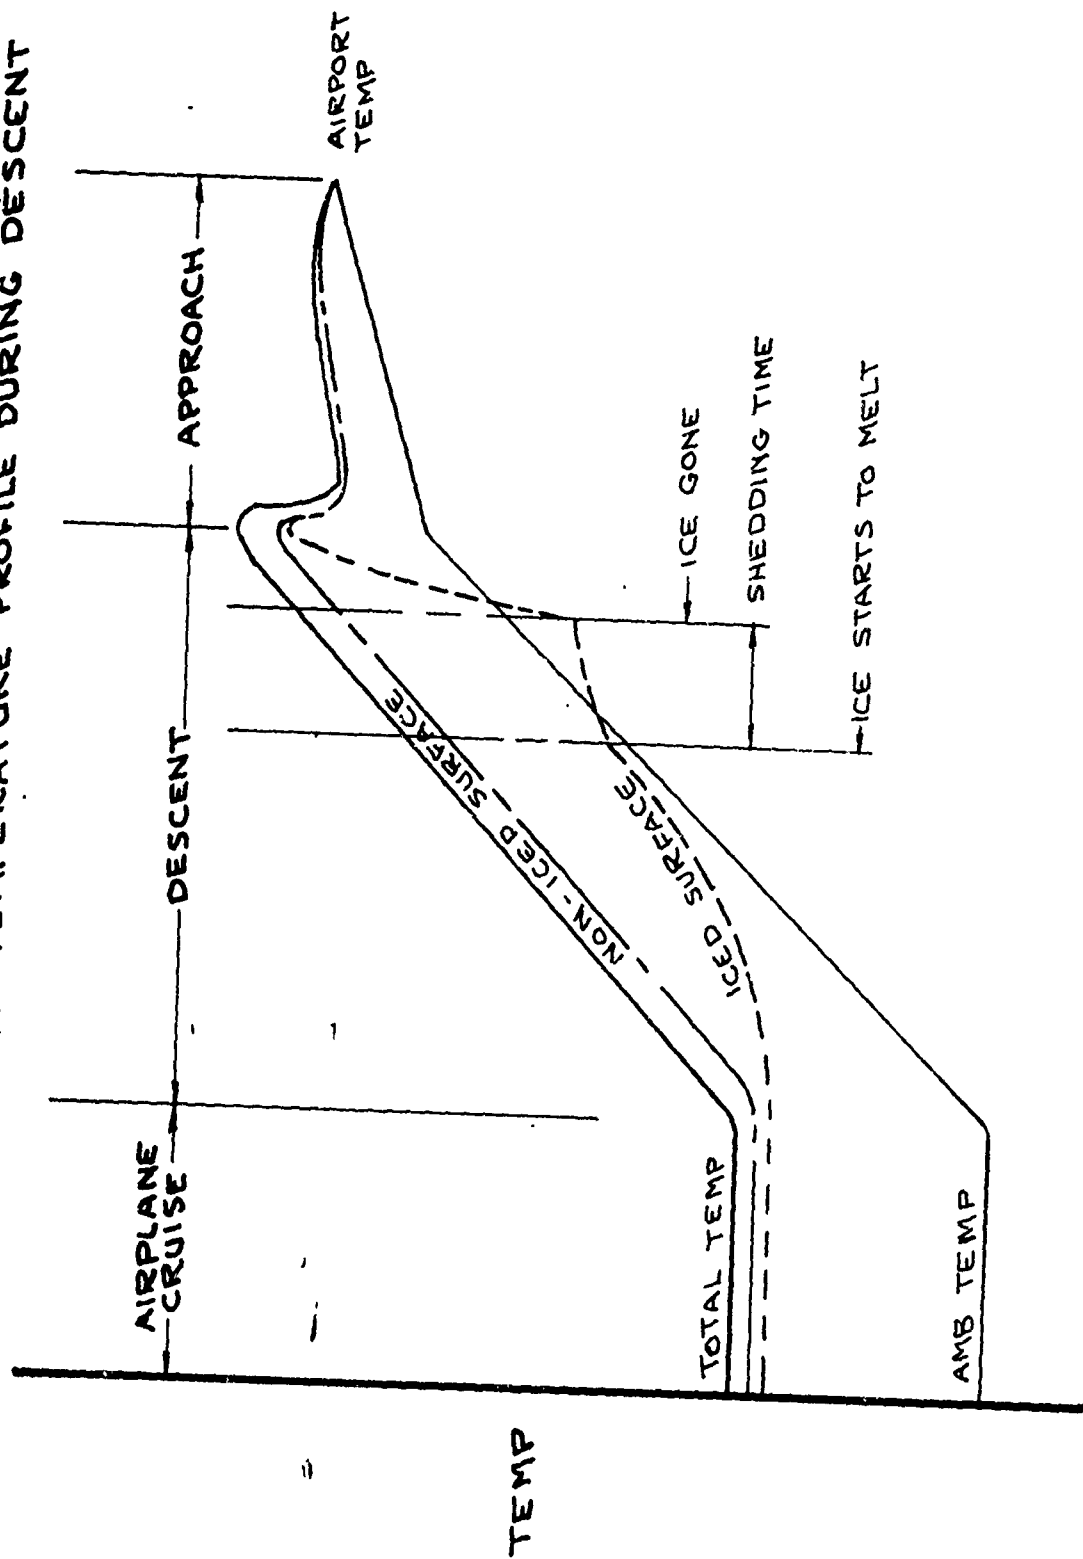 TEMPERATURE PROFILE DURING DESCENT
AIRPLANE
CRUISE
DESCENT
APPROACH
AIRPORT
TEMP
TEMP
TOTAL TEMP
NON-ICED SURFACE
ICED SURFACE
AMB TEMP
ICE GONE
SHEDDING TIME
ICE STARTS TO MELT